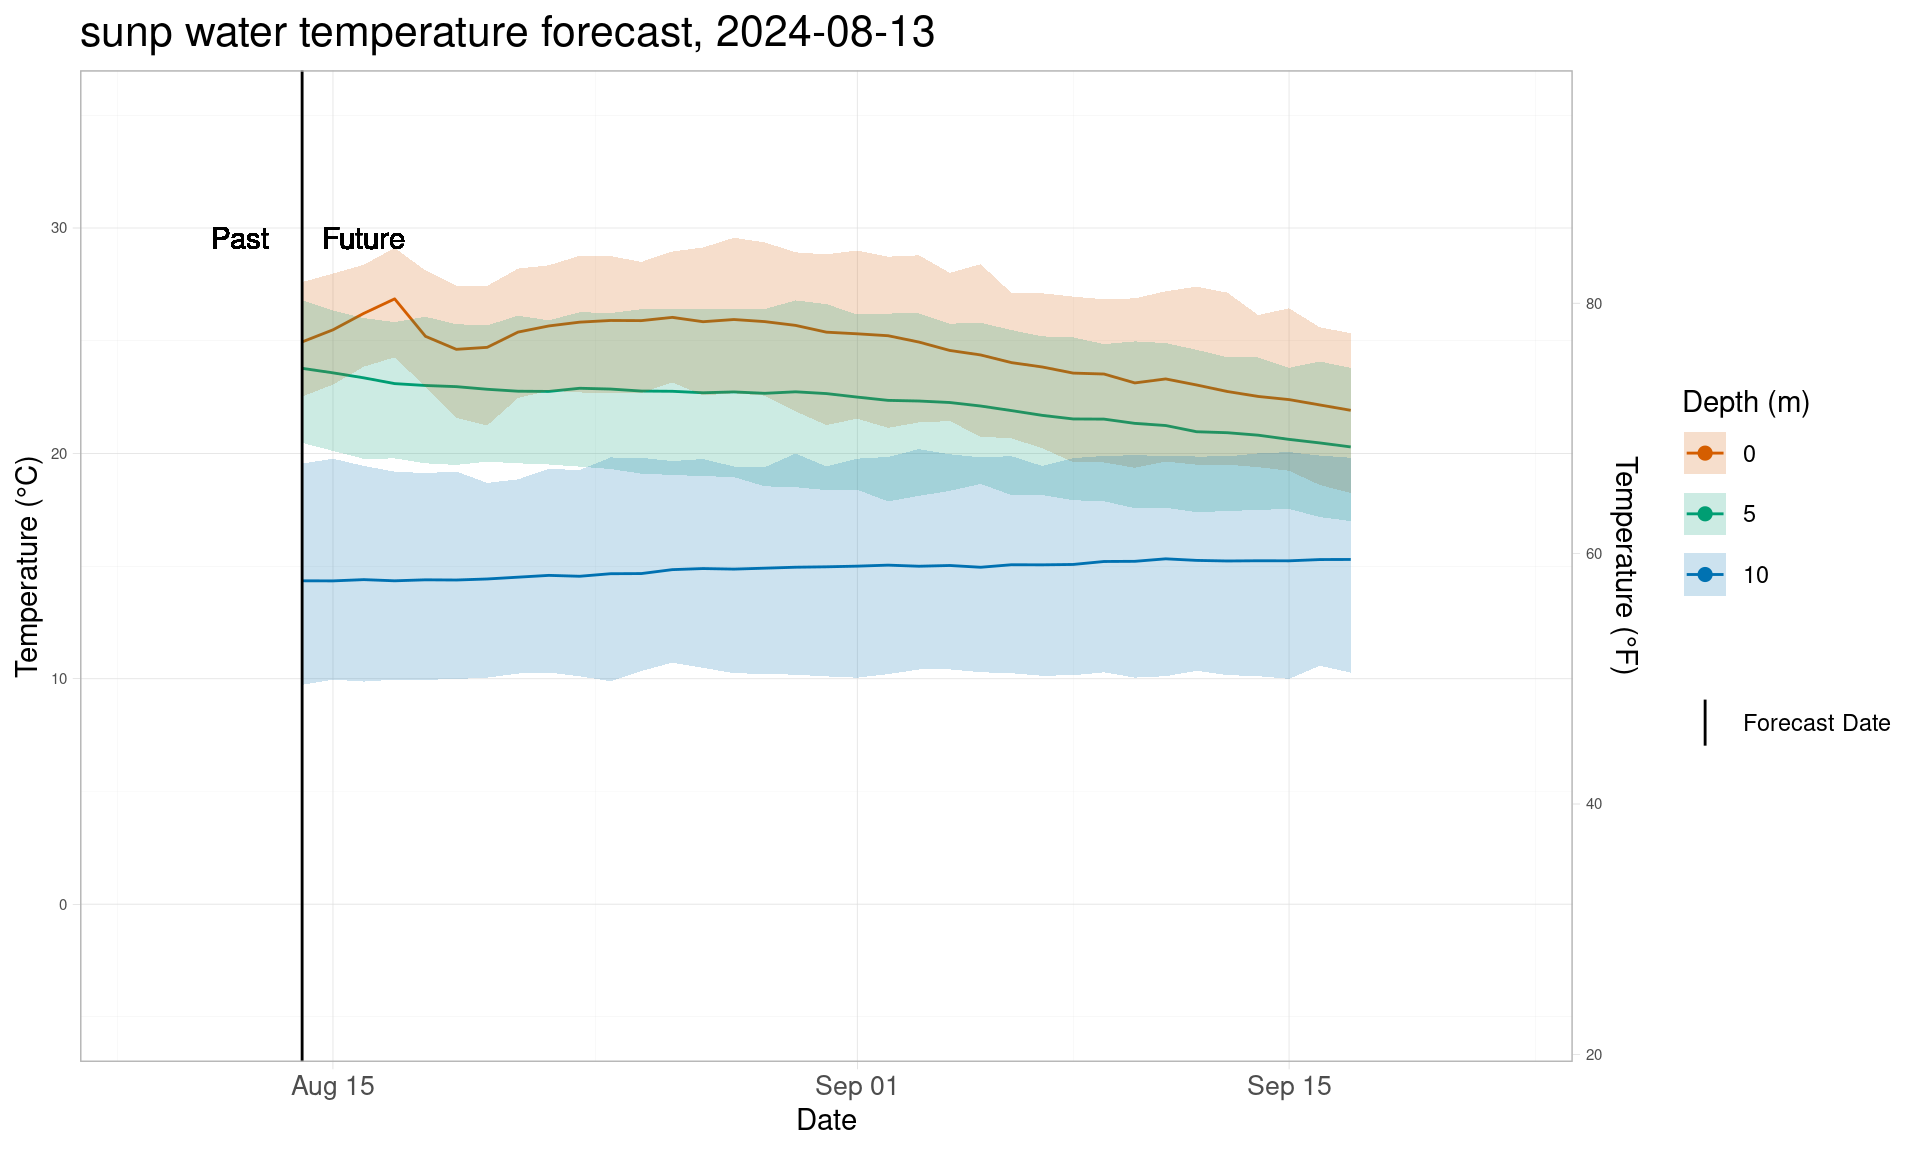 sunp water temperature forecast, 2024-08-13
Past
Future
30
20
10
0
Temperature (°C)
80
60
40
20
Temperature (°F)
Aug 15
Sep 01
Sep 15
Date
Depth (m)
0
5
10
Forecast Date